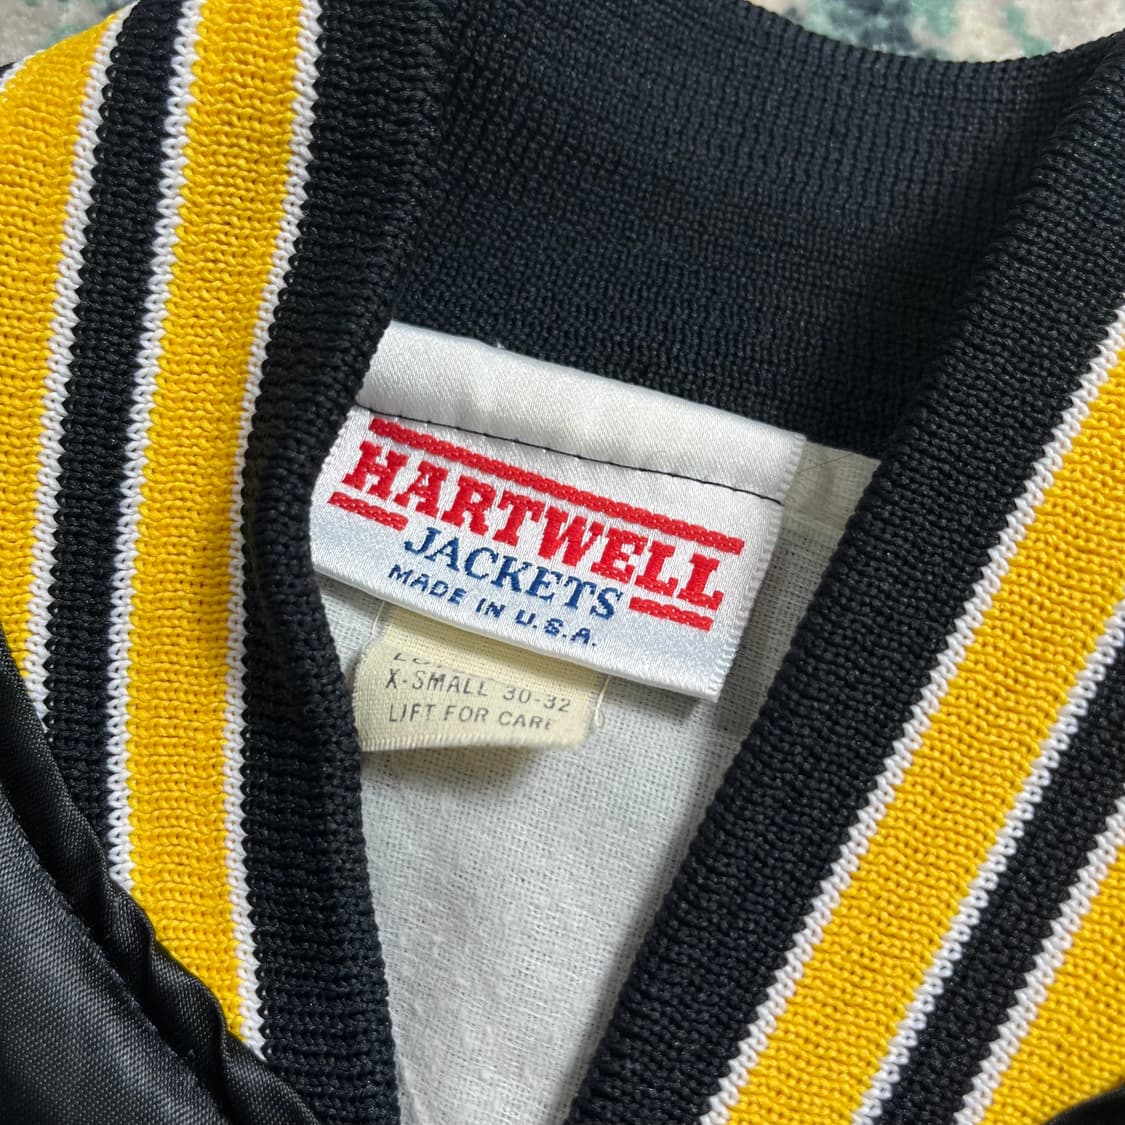 HARTWELL
JACKETS
MADE IN U.S.A.
X-SMALL 30-32
LIFT FOR CARE